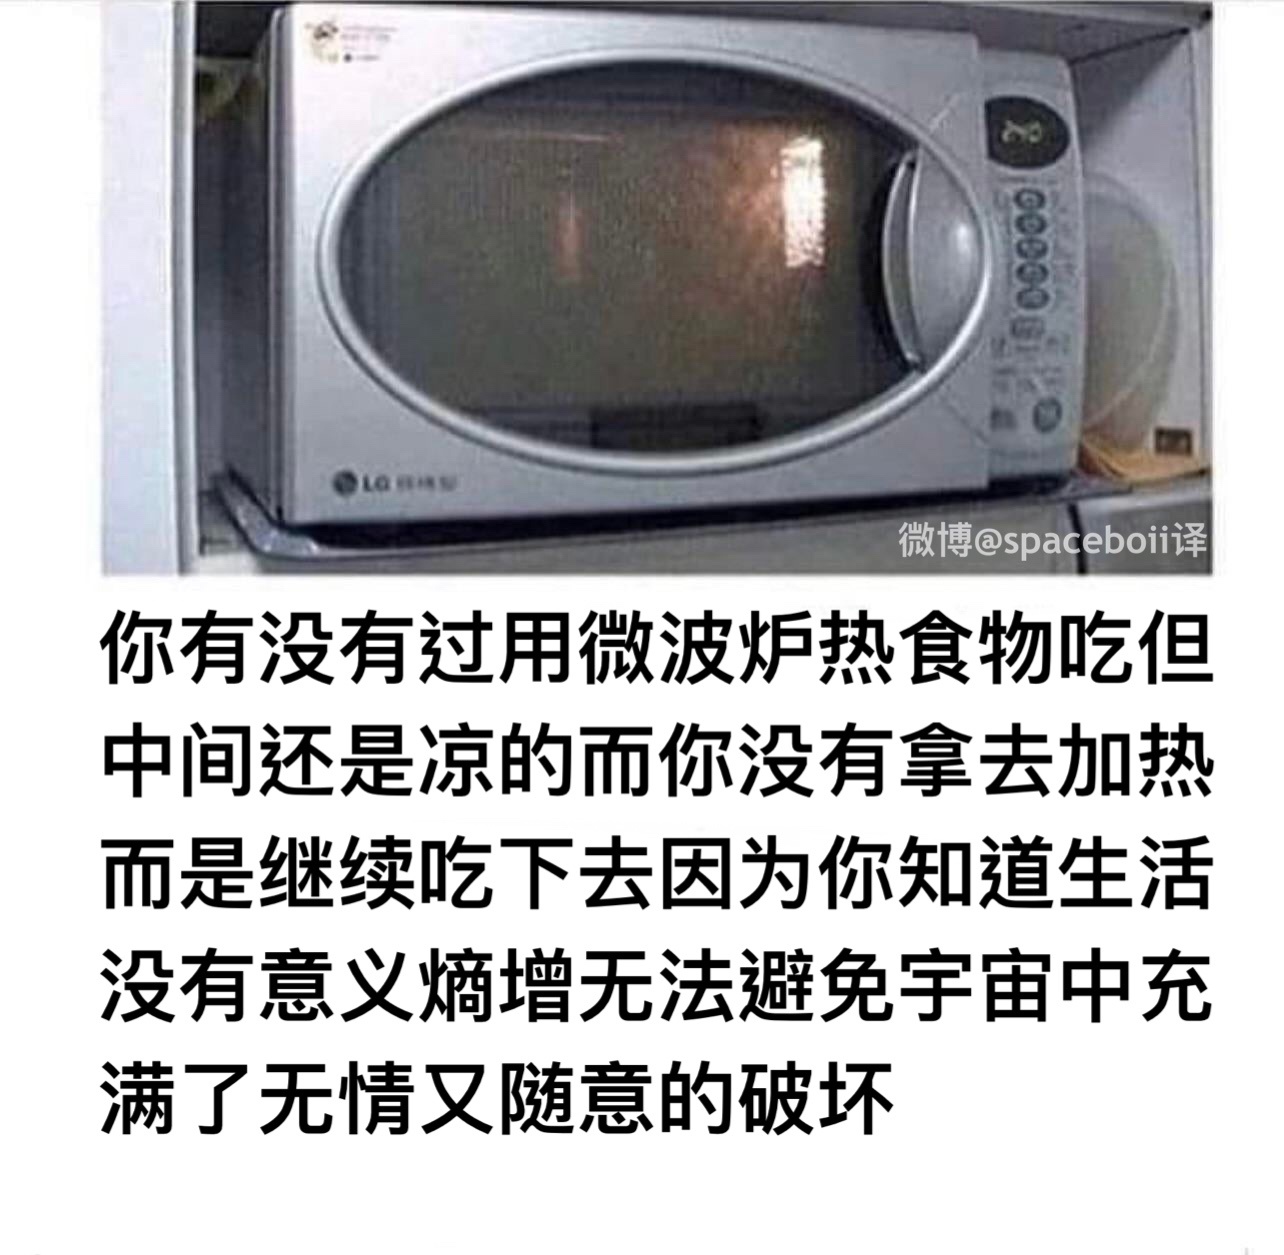 LG
微博@spaceboii译
你有没有过用微波炉热食物吃但
中间还是凉的而你没有拿去加热
而是继续吃下去因为你知道生活
没有意义熵增无法避免宇宙中充
满了无情又随意的破坏